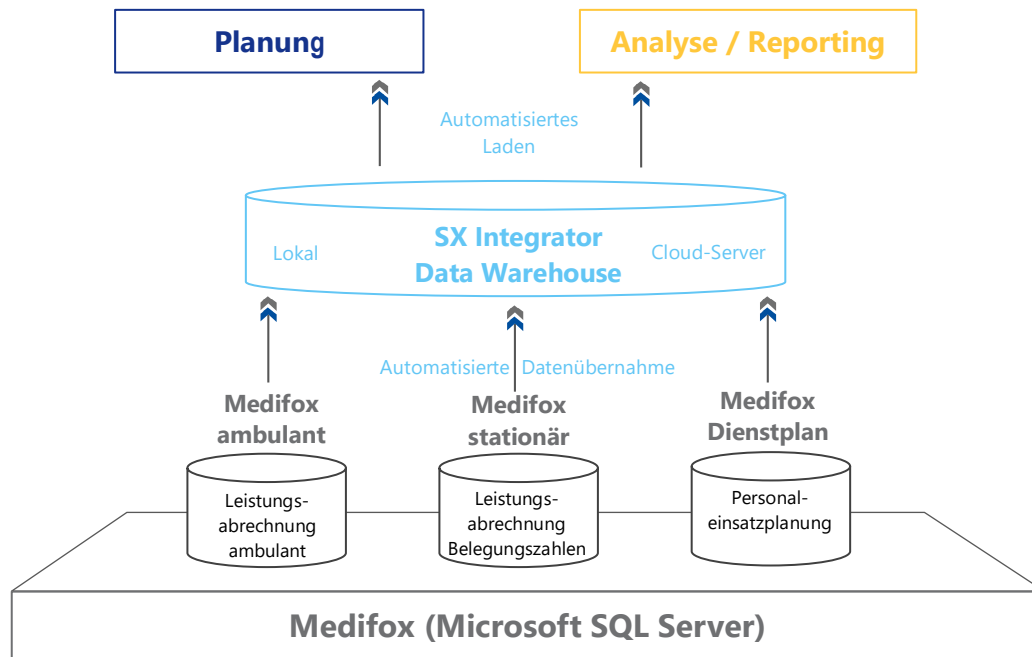 Planung
Analyse / Reporting
Automatisiertes
Laden
SX Integrator
Data Warehouse
Lokal
Cloud-Server
Automatisierte Datenübernahme
Medifox
ambulant
Medifox
stationär
Medifox
Dienstplan
Leistungs-
abrechnung
ambulant
Leistungs-
abrechnung
Belegungszahlen
Personal-
einsatzplanung
Medifox (Microsoft SQL Server)